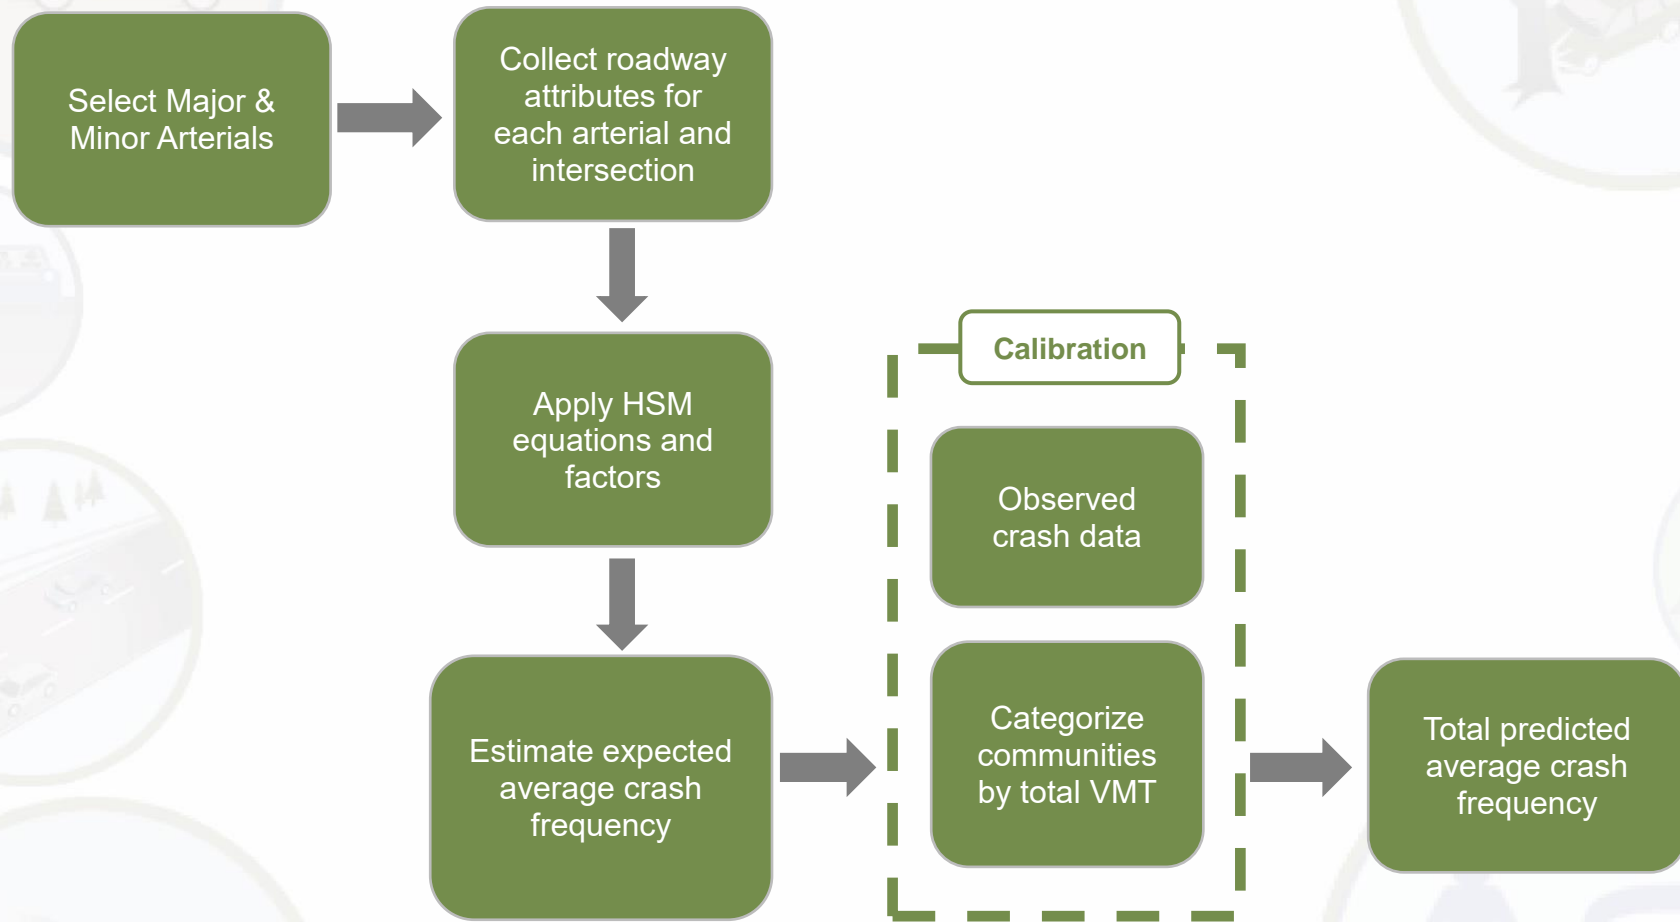 Select Major &
Minor Arterials
Collect roadway
attributes for
each arterial and
intersection
Apply HSM
equations and
factors
Estimate expected
average crash
frequency
Calibration
Observed
crash data
Categorize
communities
by total VMT
Total predicted
average crash
frequency